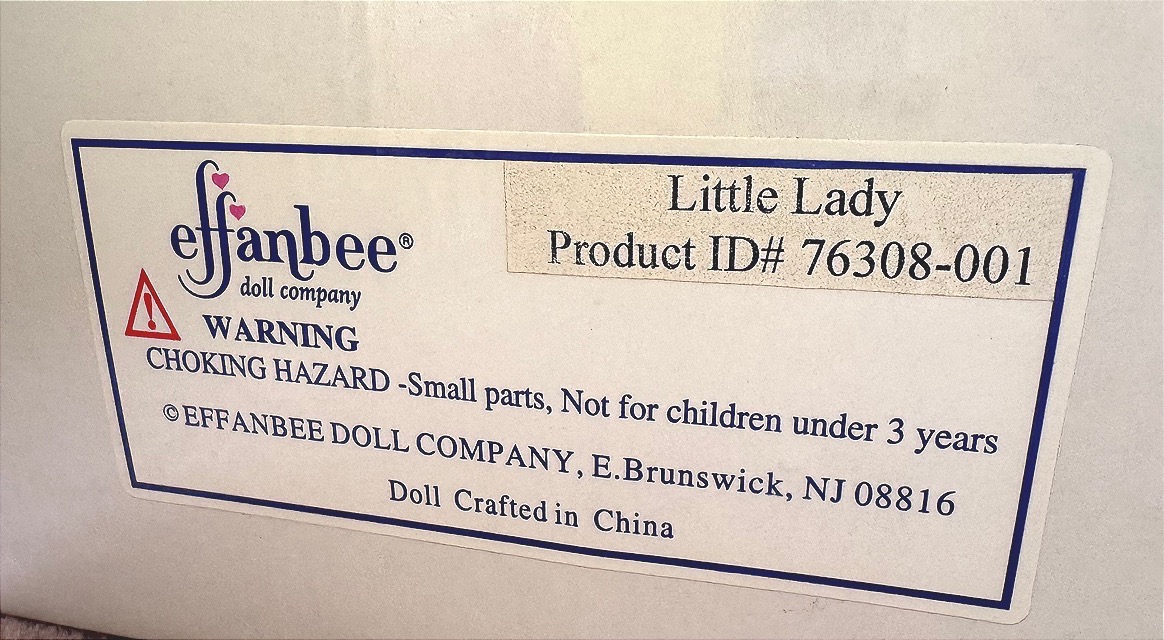 effanbee®
doll company
Little Lady
Product ID# 76308-001
WARNING
CHOKING HAZARD -Small parts, Not for children under 3 years
©EFFANBEE DOLL COMPANY, E.Brunswick, NJ 08816
Doll Crafted in China